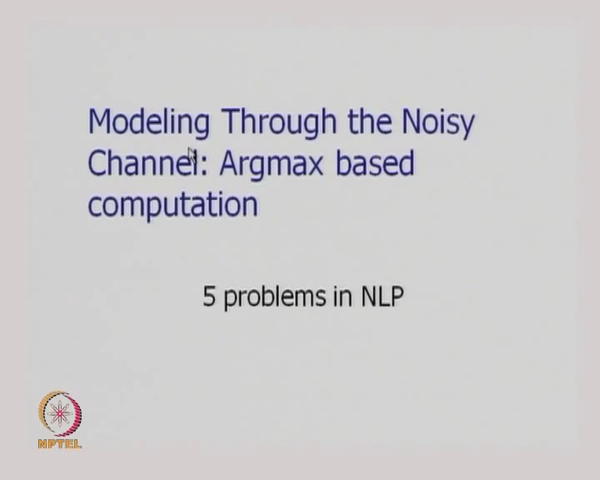 Modeling Through the Noisy
Channel: Argmax based
computation
5 problems in NLP
NPTEL